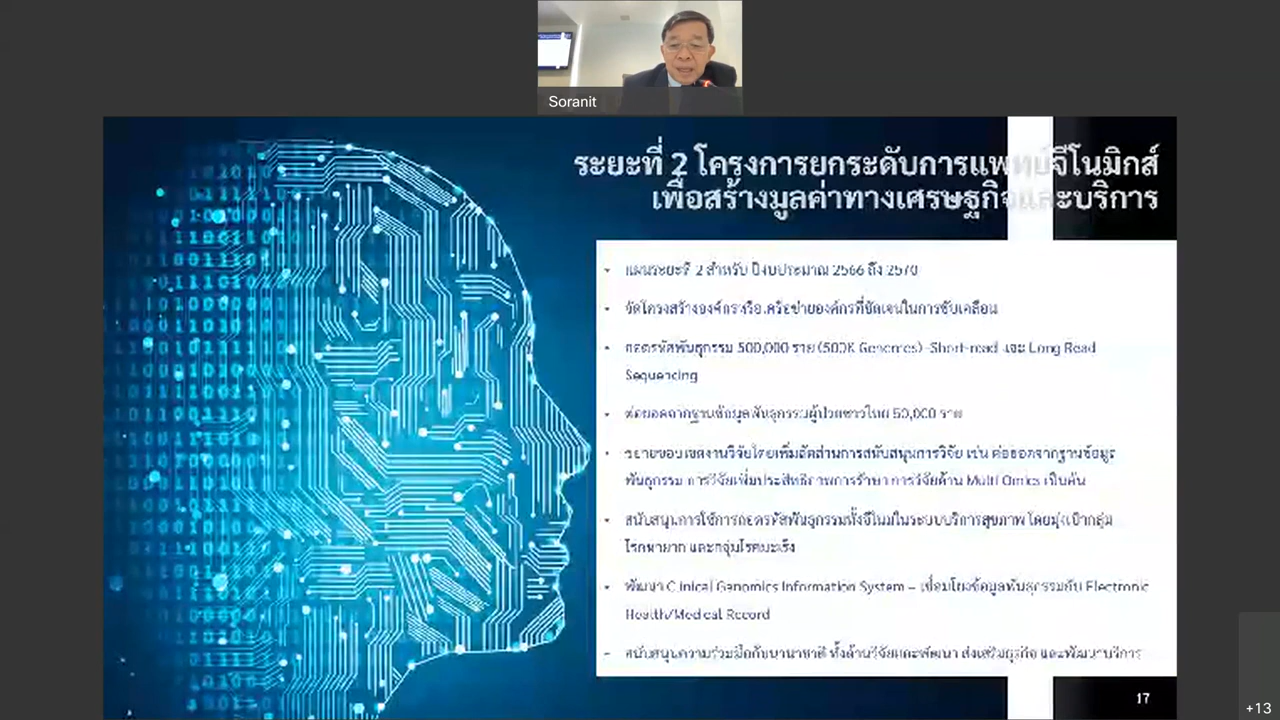 Soranit
ระยะที่ 2 โครงการยกระดับการแพทย์จีโนมิกส์
เพื่อสร้างมูลค่าทางเศรษฐกิจและบริการ
แผนระยะที่ 2 สำหรับ ปีงบประมาณ 2566 ถึง 2570
จัดโครงสร้างองค์กรหรือเครือข่ายองค์กรที่ชัดเจนในการขับเคลื่อน
ถอดรหัสพันธุกรรม 500,000 ราย (500K Genomes) –Short-read และ Long Read
Sequencing
ต่อยอดจากฐานข้อมูลพันธุกรรมผู้ป่วยชาวไทย 50,000 ราย
ขยายขอบเขตงานวิจัยโดยเพิ่มสัดส่วนการสนับสนุนการวิจัย เช่น ต่อยอดจากฐานข้อมูล
พันธุกรรม การวิจัยเพิ่มประสิทธิภาพการรักษา การวิจัยด้าน Multi Omics เป็นต้น
สนับสนุนการใช้การถอดรหัสพันธุกรรมทั้งจีโนมในระบบบริการสุขภาพ โดยมุ่งเป้ากลุ่ม
โรคหายาก และกลุ่มโรคมะเร็ง
พัฒนา Clinical Genomics Information System – เชื่อมโยงข้อมูลพันธุกรรมกับ Electronic
Health/Medical Record
สนับสนุนความร่วมมือกับนานาชาติ ทั้งด้านวิจัยและพัฒนา ส่งเสริมธุรกิจ และพัฒนาบริการ
17
+13